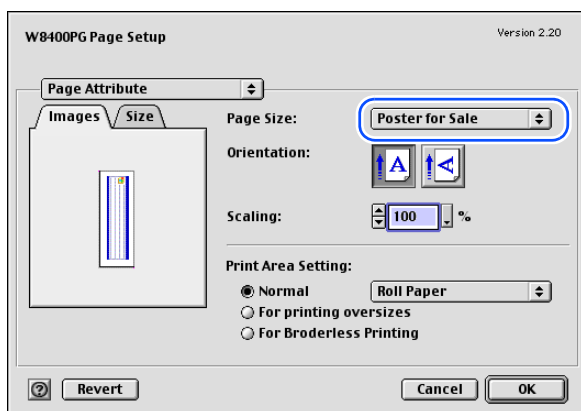 W8400PG Page Setup
Version 2.20
Page Attribute
Images
Size
Page Size:
Poster for Sale
Orientation:
A
A
Scaling:
100
%
Print Area Setting:
Normal
Roll Paper
For printing oversizes
For Broderless Printing
?
Revert
Cancel
OK